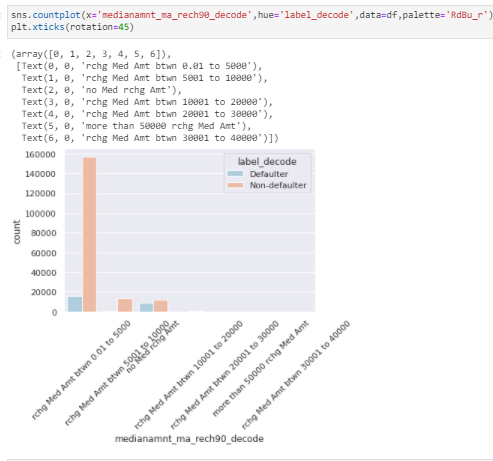 sns.countplot(x='medianamnt_ma_rech90_decode',hue='label_decode',data=df,palette='RdBu_r')
plt.xticks(rotation=45)
(array([0, 1, 2, 3, 4, 5, 6]),
[Text(0, 0, 'rchg Med Amt btwn 0.01 to 5000'),
Text(1, 0, 'rchg Med Amt btwn 5001 to 10000'),
Text(2, 0, 'no Med rchg Amt'),
Text(3, 0, 'rchg Med Amt btwn 10001 to 20000'),
Text(4, 0, 'rchg Med Amt btwn 20001 to 30000'),
Text(5, 0, 'more than 50000 rchg Med Amt'),
Text(6, 0, 'rchg Med Amt btwn 30001 to 40000')])
label_decode
Defaulter
Non-defaulter
160000
140000
120000
100000
80000
60000
40000
20000
0
count
rchg Med Amt btwn 0.01 to 5000
rchg Med Amt btwn 5001 to 10000
no Med rchg Amt
rchg Med Amt btwn 10001 to 20000
rchg Med Amt btwn 20001 to 30000
more than 50000 rchg Med Amt
rchg Med Amt btwn 30001 to 40000
medianamnt_ma_rech90_decode